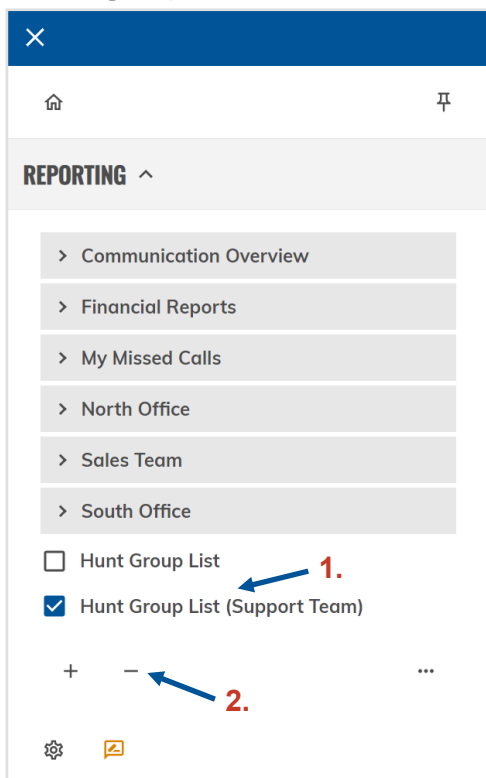 REPORTING
Communication Overview
Financial Reports
My Missed Calls
North Office
Sales Team
South Office
Hunt Group List
1.
Hunt Group List (Support Team)
2.